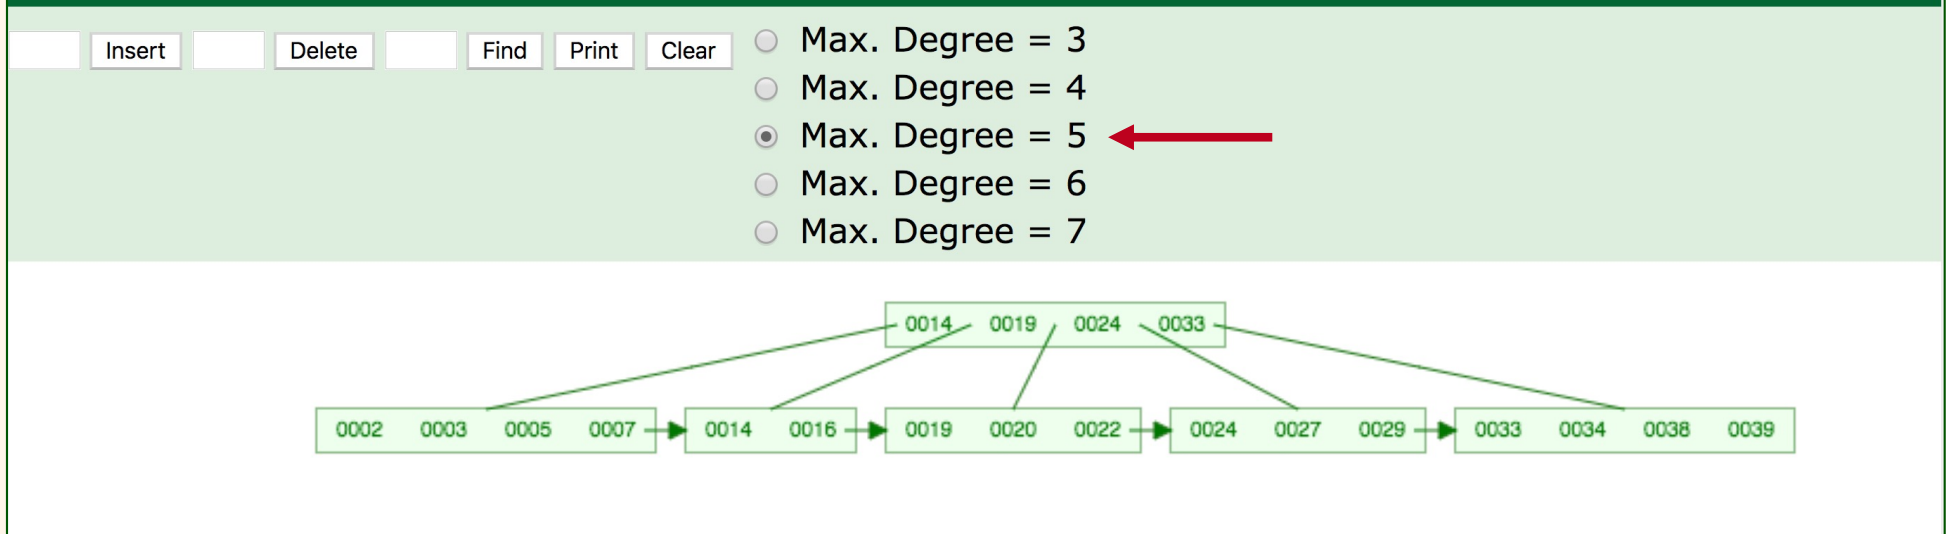 Insert Delete Find Print Clear
Max. Degree = 3
Max. Degree = 4
Max. Degree = 5
Max. Degree = 6
Max. Degree = 7
0014 0019 0024 0033
0002 0003 0005 0007 0014 0016 0019 0020 0022 0024 0027 0029 0033 0034 0038 0039